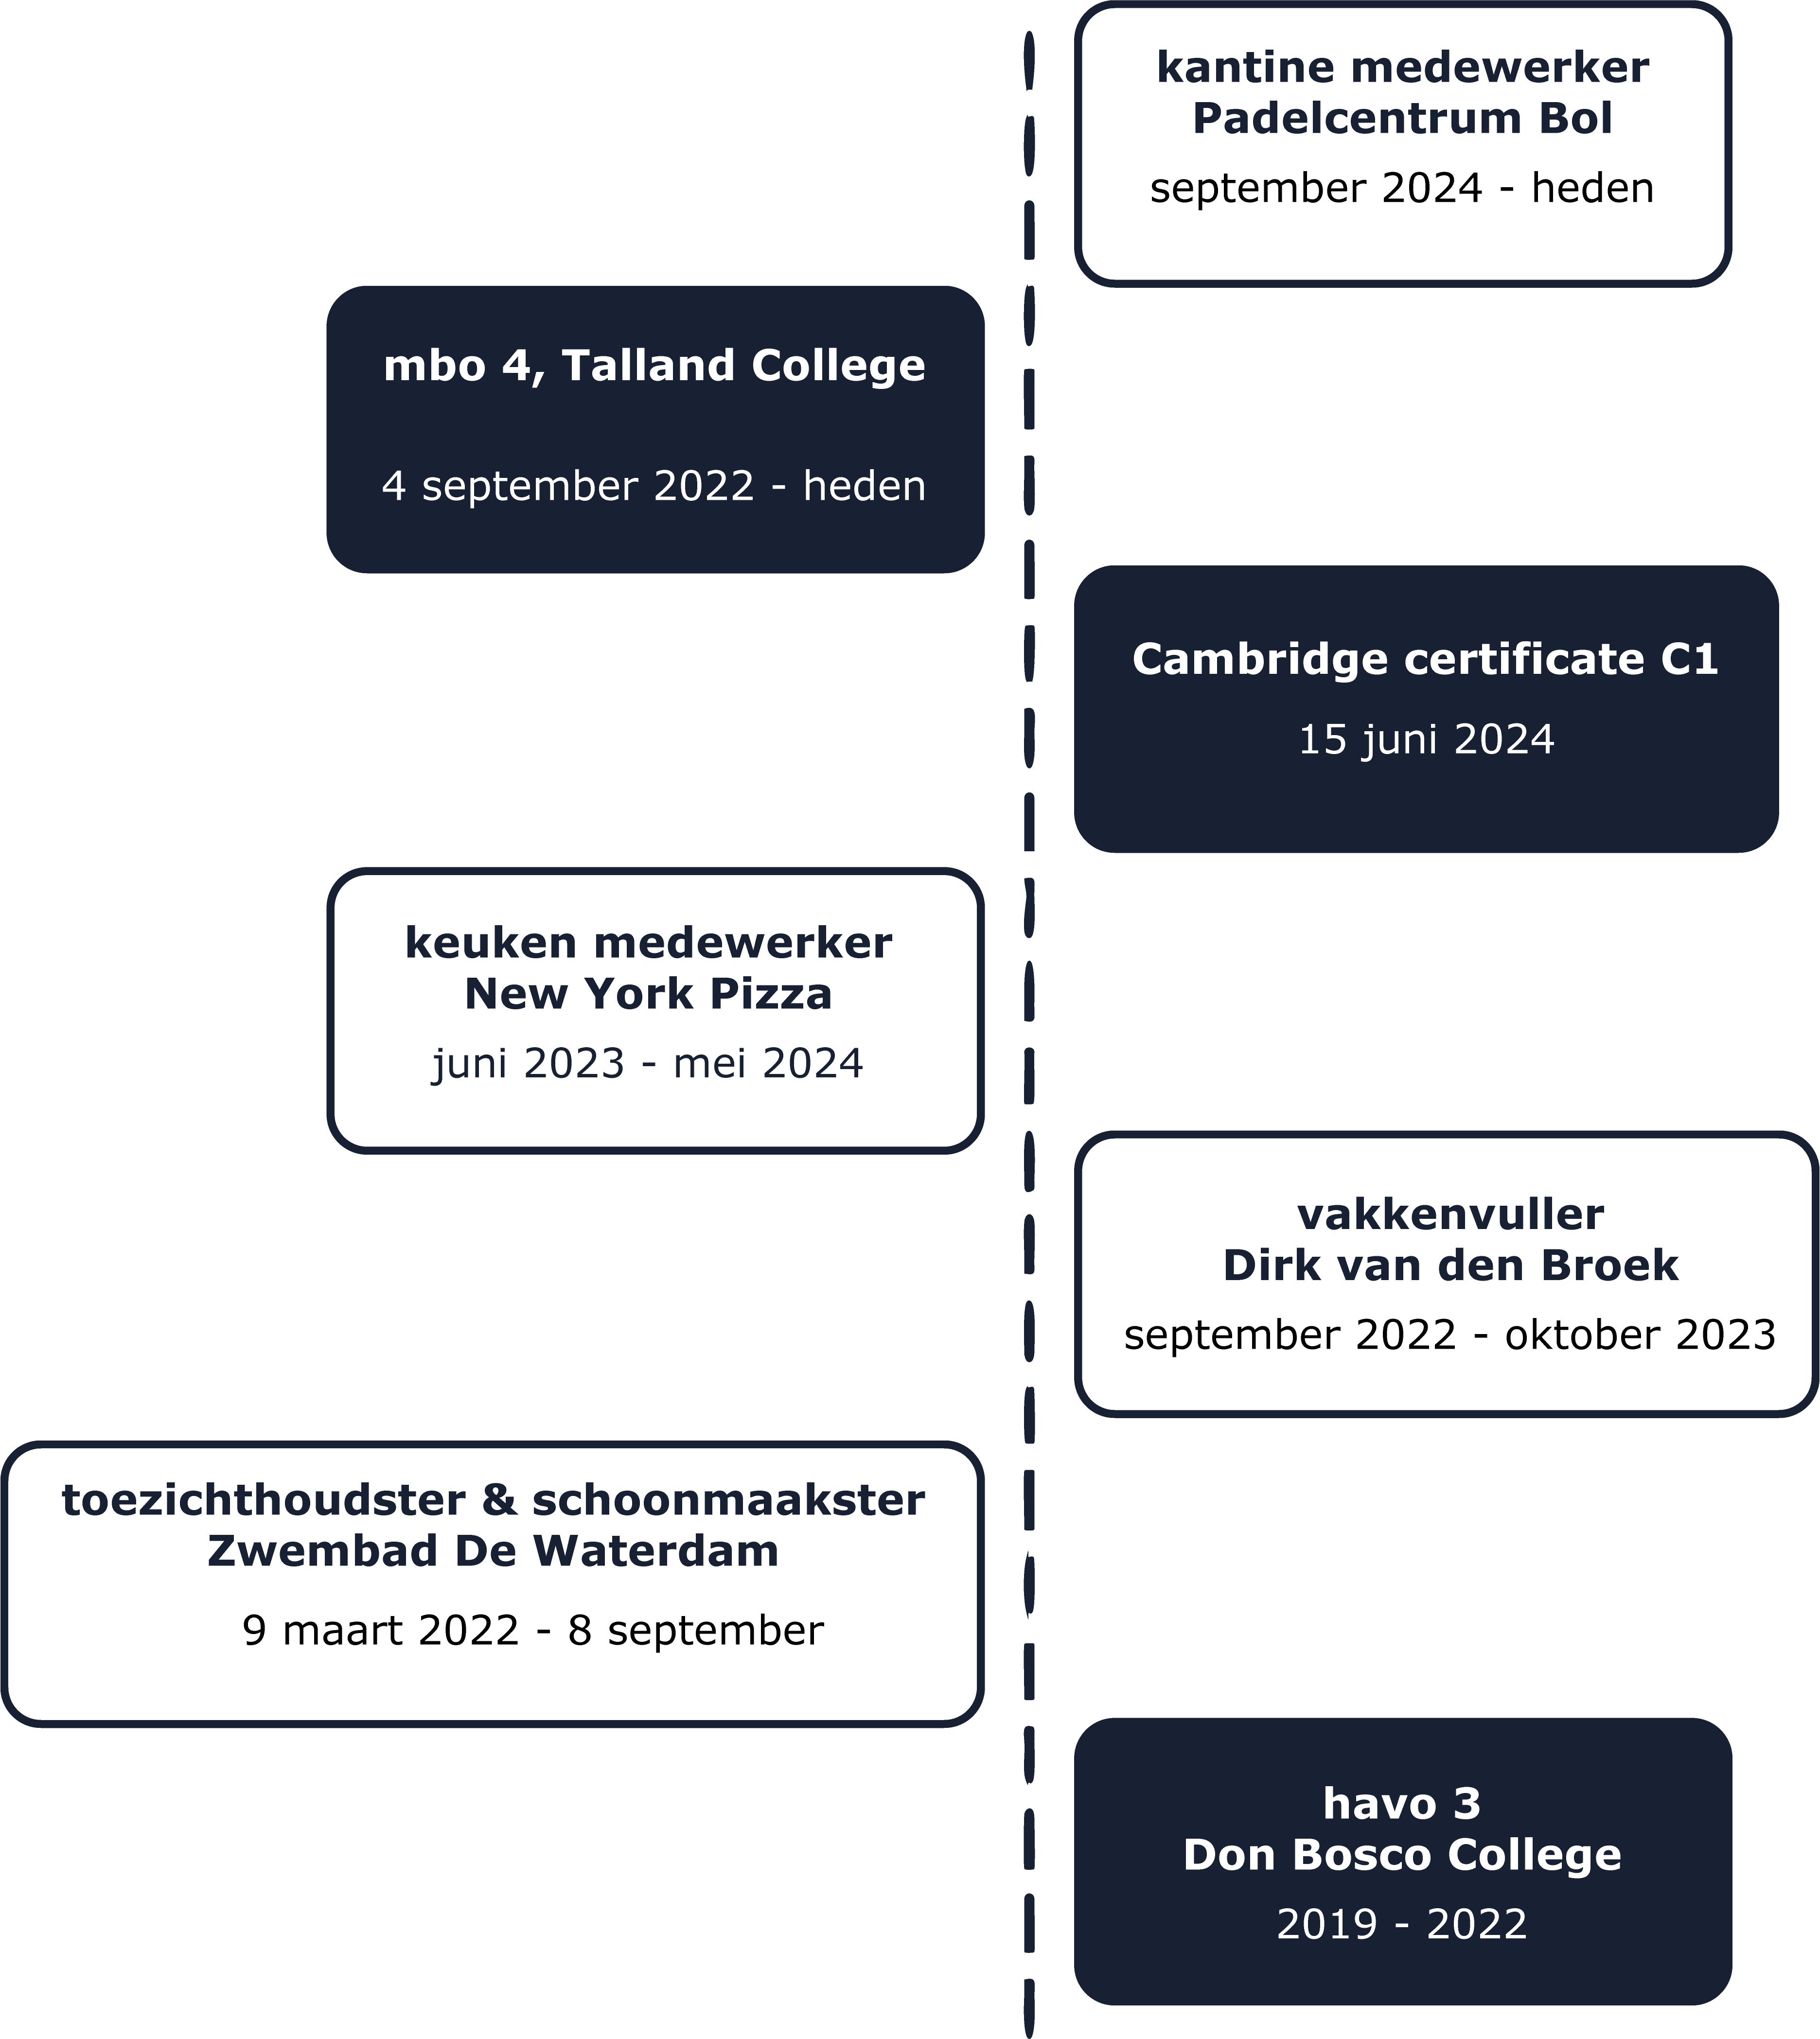 kantine medewerker
Padelcentrum Bol
september 2024 - heden
mbo 4, Talland College
4 september 2022 - heden
Cambridge certificate C1
15 juni 2024
keuken medewerker
New York Pizza
juni 2023 - mei 2024
vakkenvuller
Dirk van den Broek
september 2022 - oktober 2023
toezichthoudster & schoonmaakster
Zwembad De Waterdam
9 maart 2022 - 8 september
havo 3
Don Bosco College
2019 - 2022